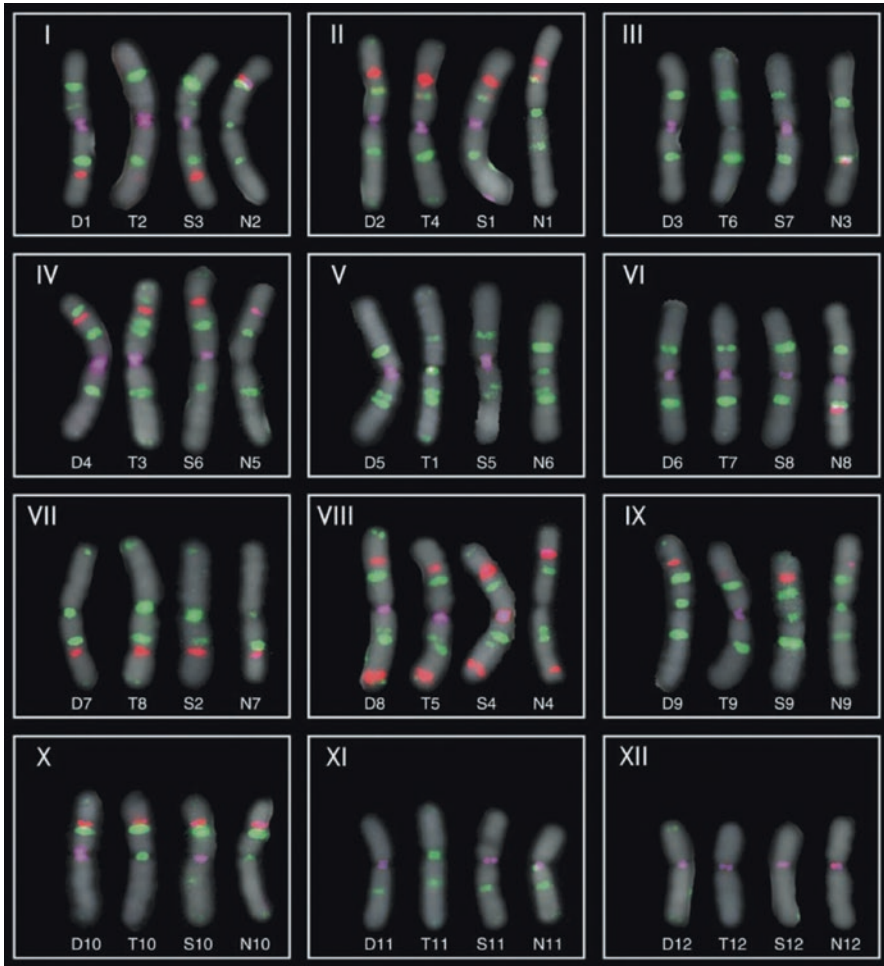 I
D1 T2 S3 N2
II
D2 T4 S1 N1
III
D3 T6 S7 N3
IV
D4 T3 S6 N5
V
D5 T1 S5 N6
VI
D6 T7 S8 N8
VII
D7 T8 S2 N7
VIII
D8 T5 S4 N4
IX
D9 T9 S9 N9
X
D10 T10 S10 N10
XI
D11 T11 S11 N11
XII
D12 T12 S12 N12